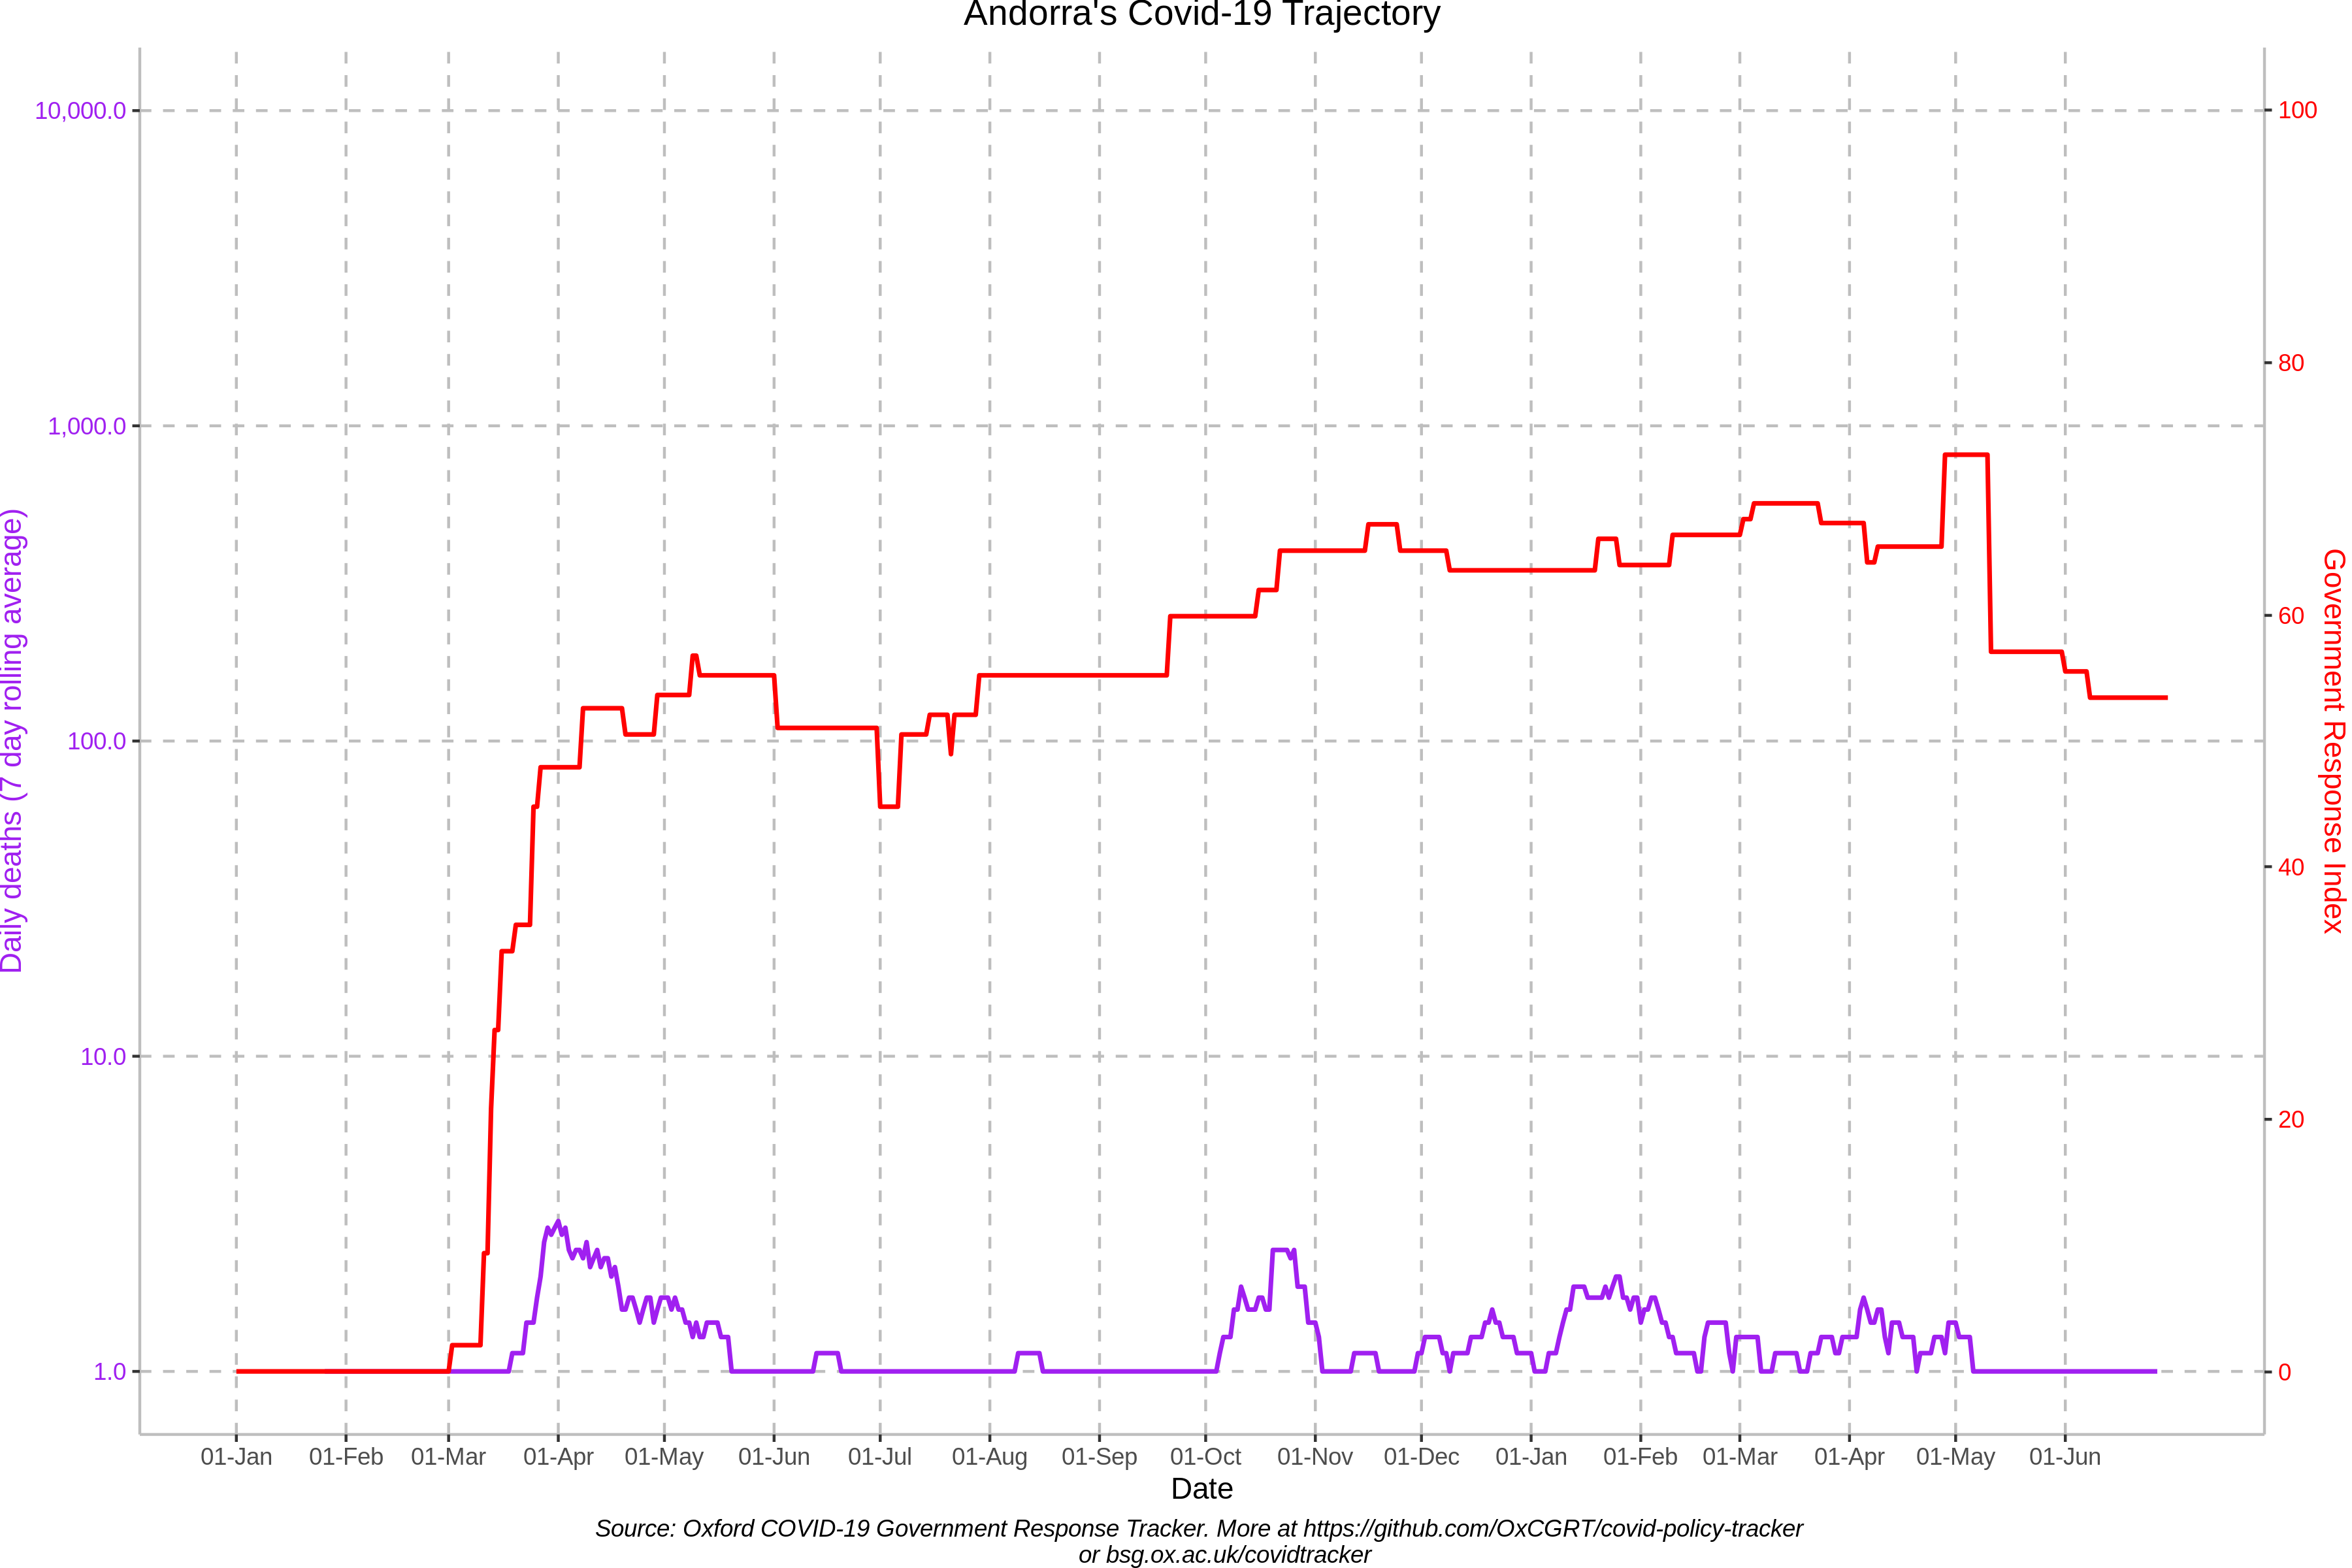 Andorra's Covid-19 Trajectory
10,000.0
1,000.0
100.0
10.0
1.0
Daily deaths (7 day rolling average)
100
80
60
40
20
0
Government Response Index
01-Jan 01-Feb 01-Mar 01-Apr 01-May 01-Jun 01-Jul 01-Aug 01-Sep 01-Oct 01-Nov 01-Dec 01-Jan 01-Feb 01-Mar 01-Apr 01-May 01-Jun
Date
Source: Oxford COVID-19 Government Response Tracker. More at https://github.com/OxCGRT/covid-policy-tracker
or bsg.ox.ac.uk/covidtracker